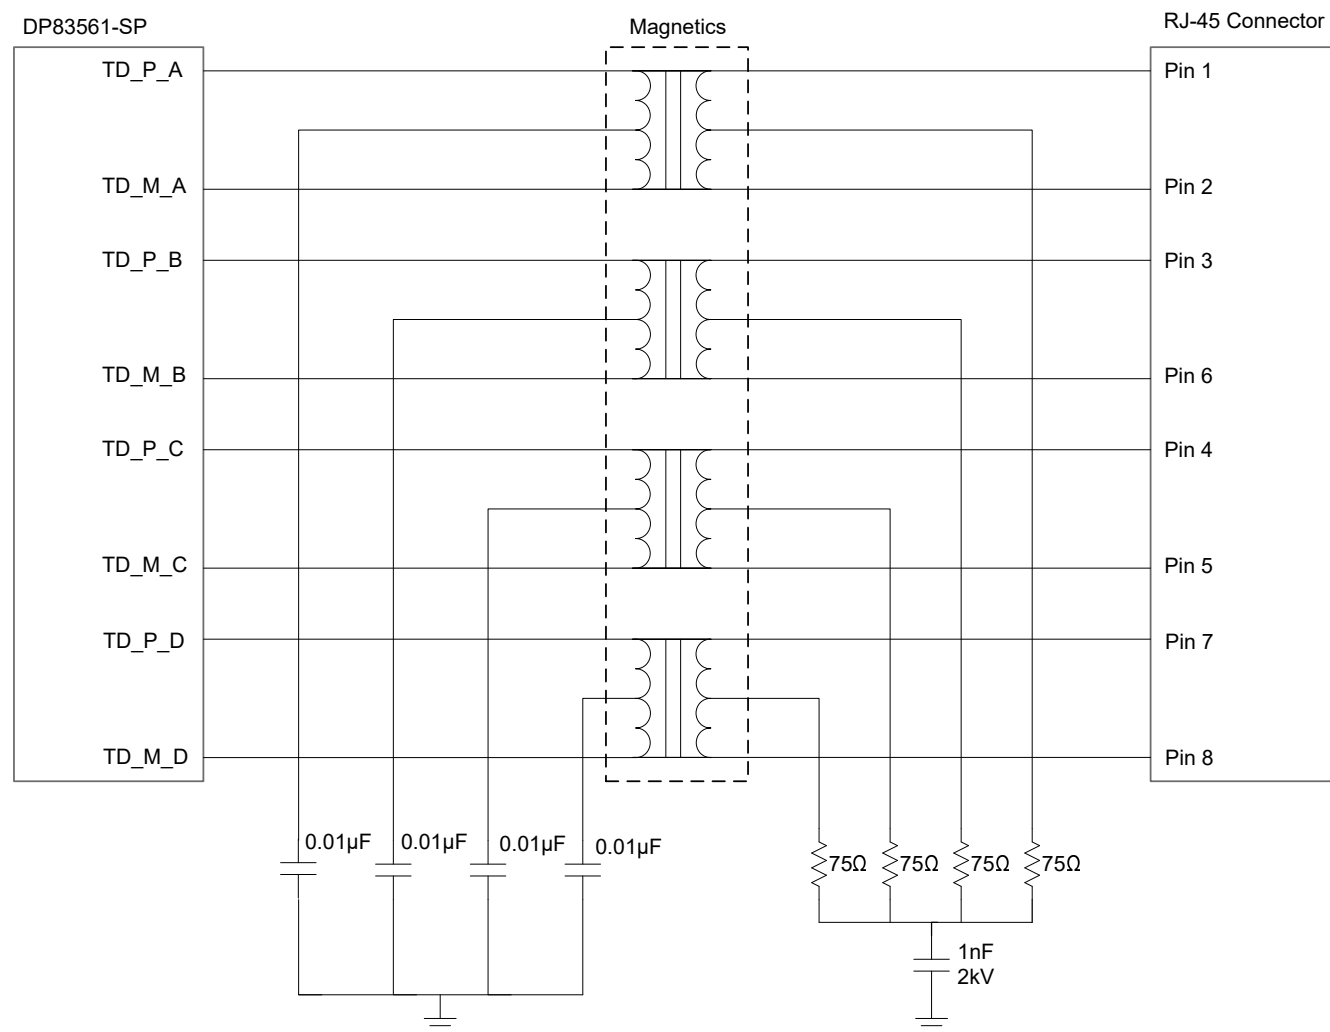 DP83561-SP
Magnetics
RJ-45 Connector
TD_P_A
Pin 1
TD_M_A
Pin 2
TD_P_B
Pin 3
TD_M_B
Pin 6
TD_P_C
Pin 4
TD_M_C
Pin 5
TD_P_D
Pin 7
TD_M_D
Pin 8
0.01µF
0.01µF
0.01µF
0.01µF
75Ω
75Ω
75Ω
75Ω
1nF
2kV